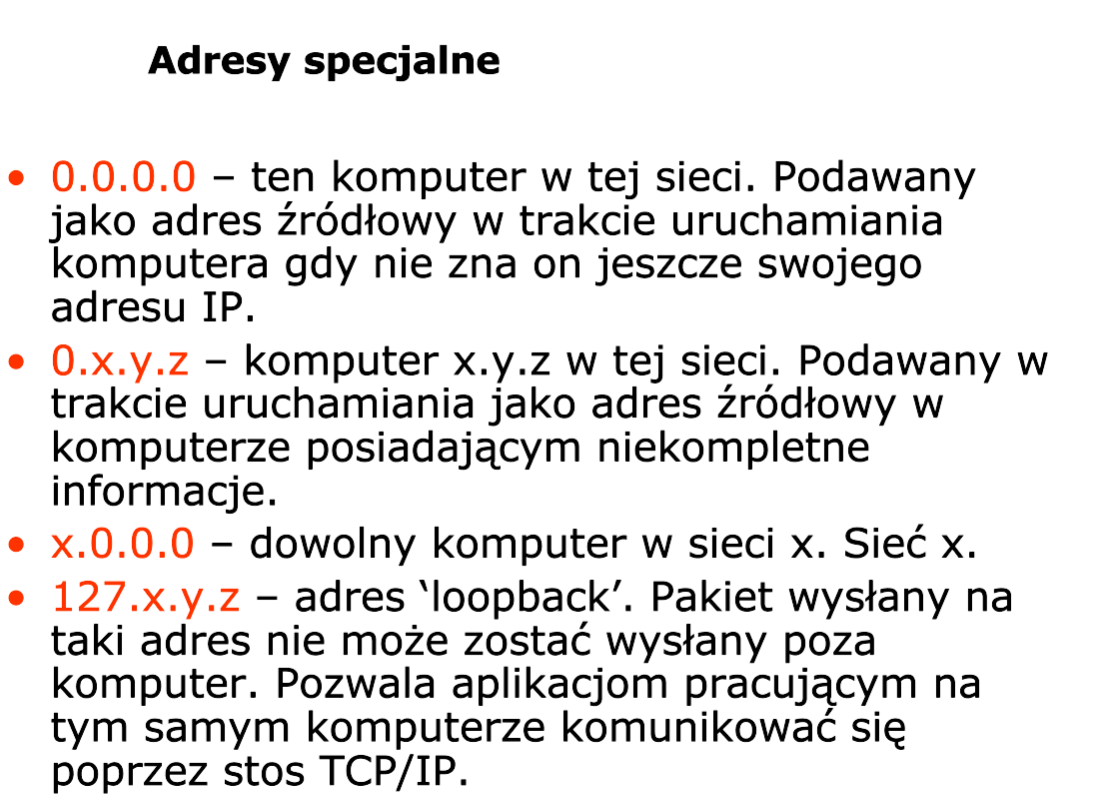 Adresy specjalne
• 0.0.0.0 – ten komputer w tej sieci. Podawany
jako adres źródłowy w trakcie uruchamiania
komputera gdy nie zna on jeszcze swojego
adresu IP.
• 0.x.y.z – komputer x.y.z w tej sieci. Podawany w
trakcie uruchamiania jako adres źródłowy w
komputerze posiadającym niekompletne
informacje.
• x.0.0.0 – dowolny komputer w sieci x. Sieć x.
• 127.x.y.z – adres ‘loopback’. Pakiet wysłany na
taki adres nie może zostać wysłany poza
komputer. Pozwala aplikacjom pracującym na
tym samym komputerze komunikować się
poprzez stos TCP/IP.